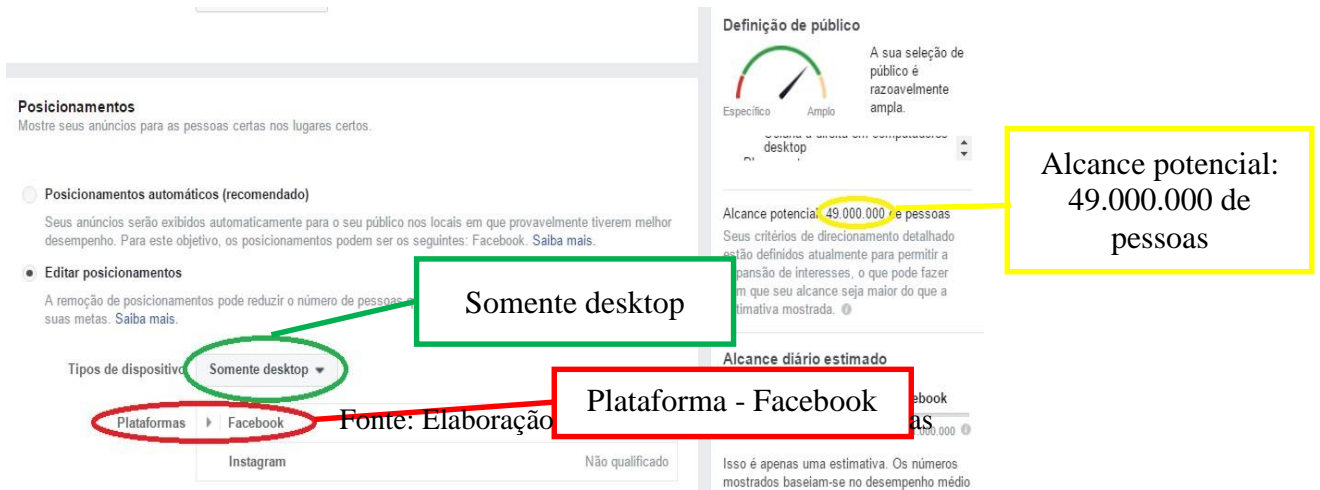 Posicionamentos
Mostre seus anúncios para as pessoas certas nos lugares certos.
Posicionamentos automáticos (recomendado)
Seus anúncios serão exibidos automaticamente para o seu público nos locais em que provavelmente tiverem melhor
desempenho. Para este objetivo, os posicionamentos podem ser os seguintes: Facebook. Saiba mais.
Editar posicionamentos
A remoção de posicionamentos pode reduzir o número de pessoas
suas metas. Saiba mais.
Somente desktop
Tipos de dispositivo Somente desktop
Plataformas Facebook
Plataforma - Facebook
Fonte: Elaboração
Instagram Não qualificado
Definição de público
A sua seleção de
público é
razoavelmente
ampla.
Específico Amplo
desktop
Alcance potencial: 49.000.000 de pessoas
Seus critérios de direcionamento detalhado
estão definidos atualmente para permitir a
expansão de interesses, o que pode fazer
que seu alcance seja maior do que a
estimativa mostrada.
Alcance diário estimado
Isso é apenas uma estimativa. Os números
mostrados baseiam-se no desempenho médio
Alcance potencial:
49.000.000 de
pessoas